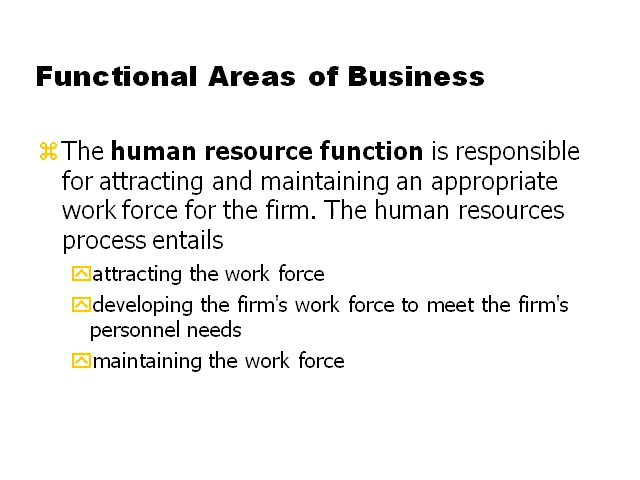 Functional Areas of Business
The human resource function is responsible
for attracting and maintaining an appropriate
work force for the firm. The human resources
process entails
attracting the work force
developing the firm's work force to meet the firm's
personnel needs
maintaining the work force